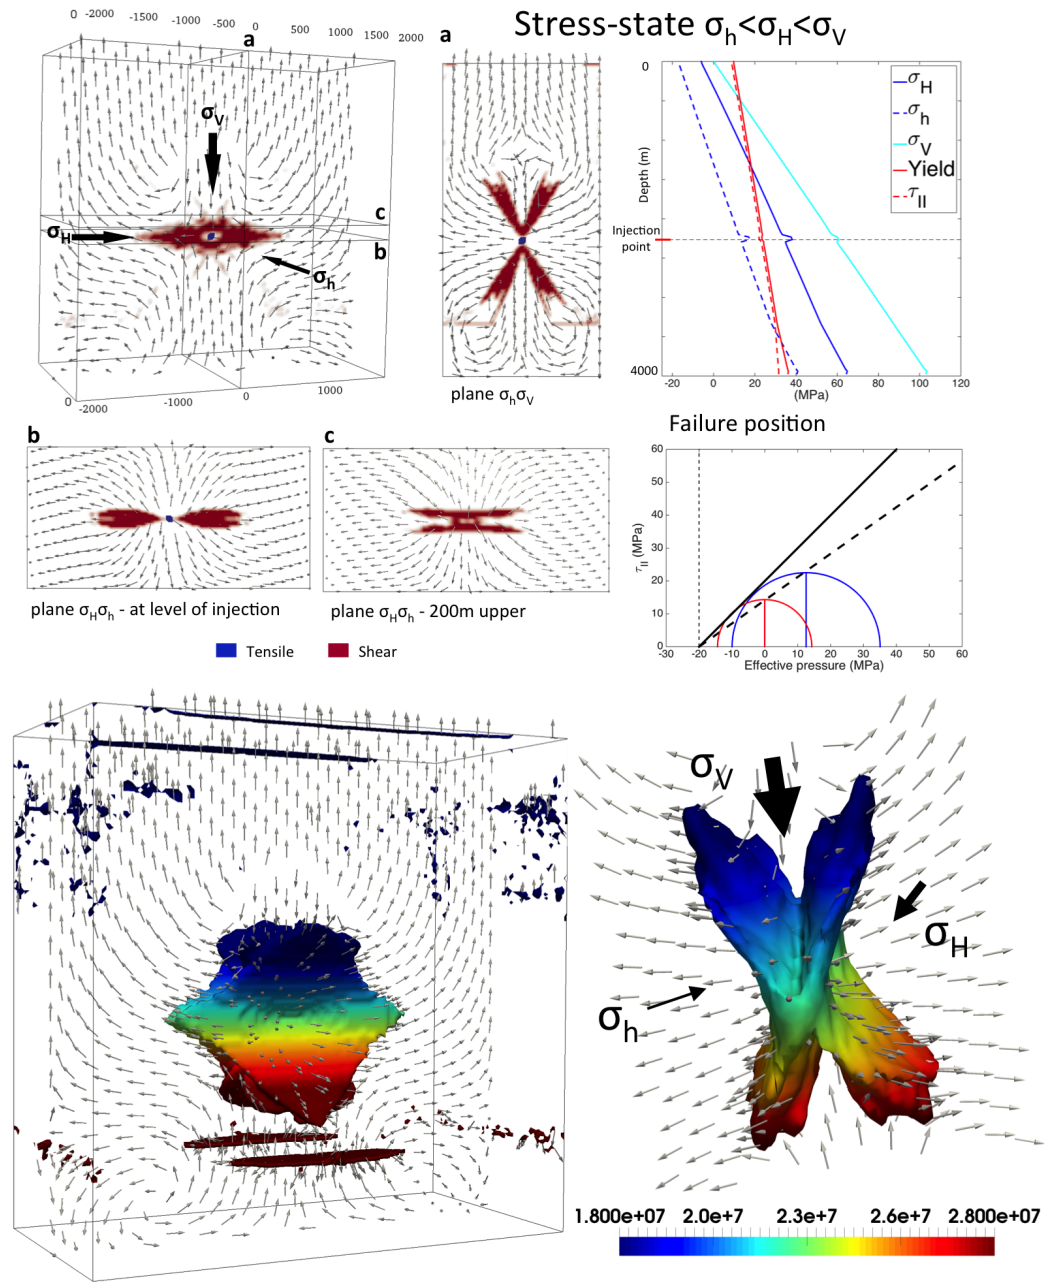 Stress-state σh<σH<σV
0 -2000 -1500 -1000 -500 0 500 1000 1500 2000
a
σV
σH
σh
c
b
0 -2000 -1000 0 1000
a
plane σhσV
0
Depth (m)
Injection
point
4000
-20 0 20 40 60 80 100 120
(MPa)
σH
σh
σV
Yield
τII
b
plane σHσh - at level of injection
c
plane σHσh - 200m upper
Tensile
Shear
Failure position
60
50
40
30
20
10
0
τII (MPa)
-30 -20 -10 0 10 20 30 40 50 60
Effective pressure (MPa)
σV
σH
σh
1.800e+07 2.0e+7 2.3e+7 2.6e+7 2.800e+07